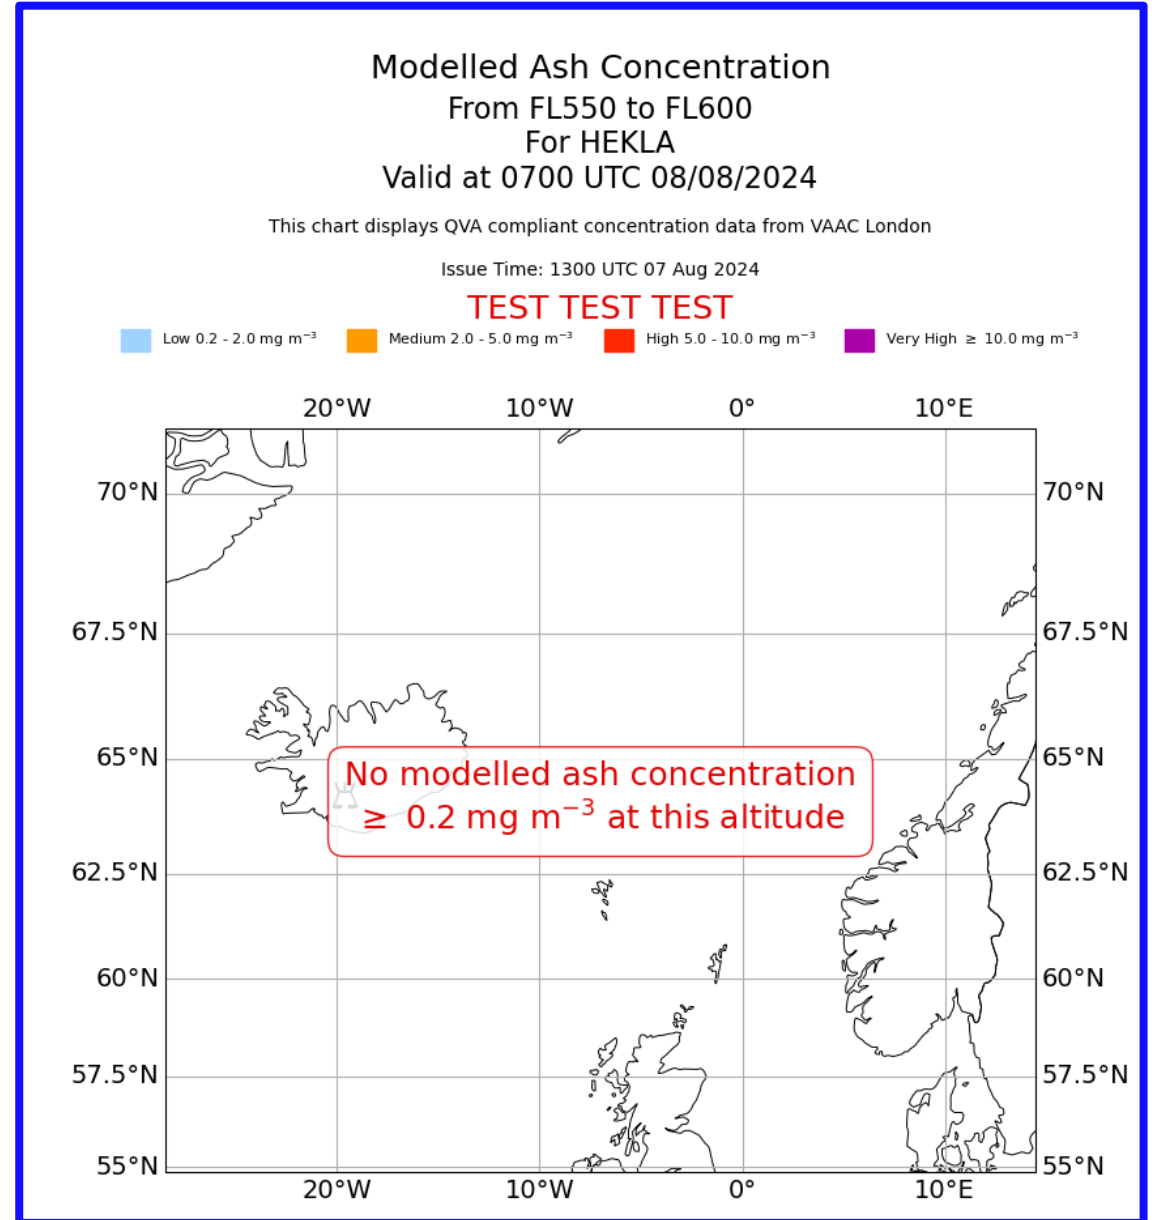 Modelled Ash Concentration
From FL550 to FL600
For HEKLA
Valid at 0700 UTC 08/08/2024
This chart displays QVA compliant concentration data from VAAC London
Issue Time: 1300 UTC 07 Aug 2024
TEST TEST TEST
Low 0.2 - 2.0 mg m⁻³ Medium 2.0 - 5.0 mg m⁻³ High 5.0 - 10.0 mg m⁻³ Very High ≥ 10.0 mg m⁻³
20°W 10°W 0° 10°E
70°N 70°N
67.5°N 67.5°N
65°N 65°N
No modelled ash concentration
≥ 0.2 mg m⁻³ at this altitude
62.5°N 62.5°N
60°N 60°N
57.5°N 57.5°N
55°N 55°N
20°W 10°W 0° 10°E